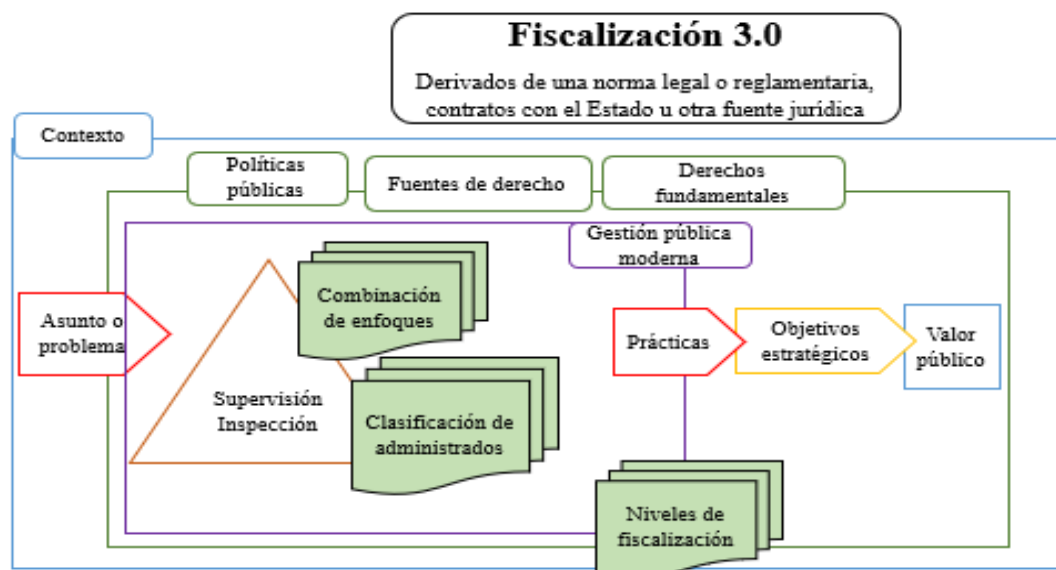 Fiscalización 3.0
Derivados de una norma legal o reglamentaria,
contratos con el Estado u otra fuente jurídica
Contexto
Políticas
públicas
Fuentes de derecho
Derechos
fundamentales
Gestión pública
moderna
Combinación
de enfoques
Asunto o
problema
Prácticas
Objetivos
estratégicos
Valor
público
Supervisión
Inspección
Clasificación de
administrados
Niveles de
fiscalización